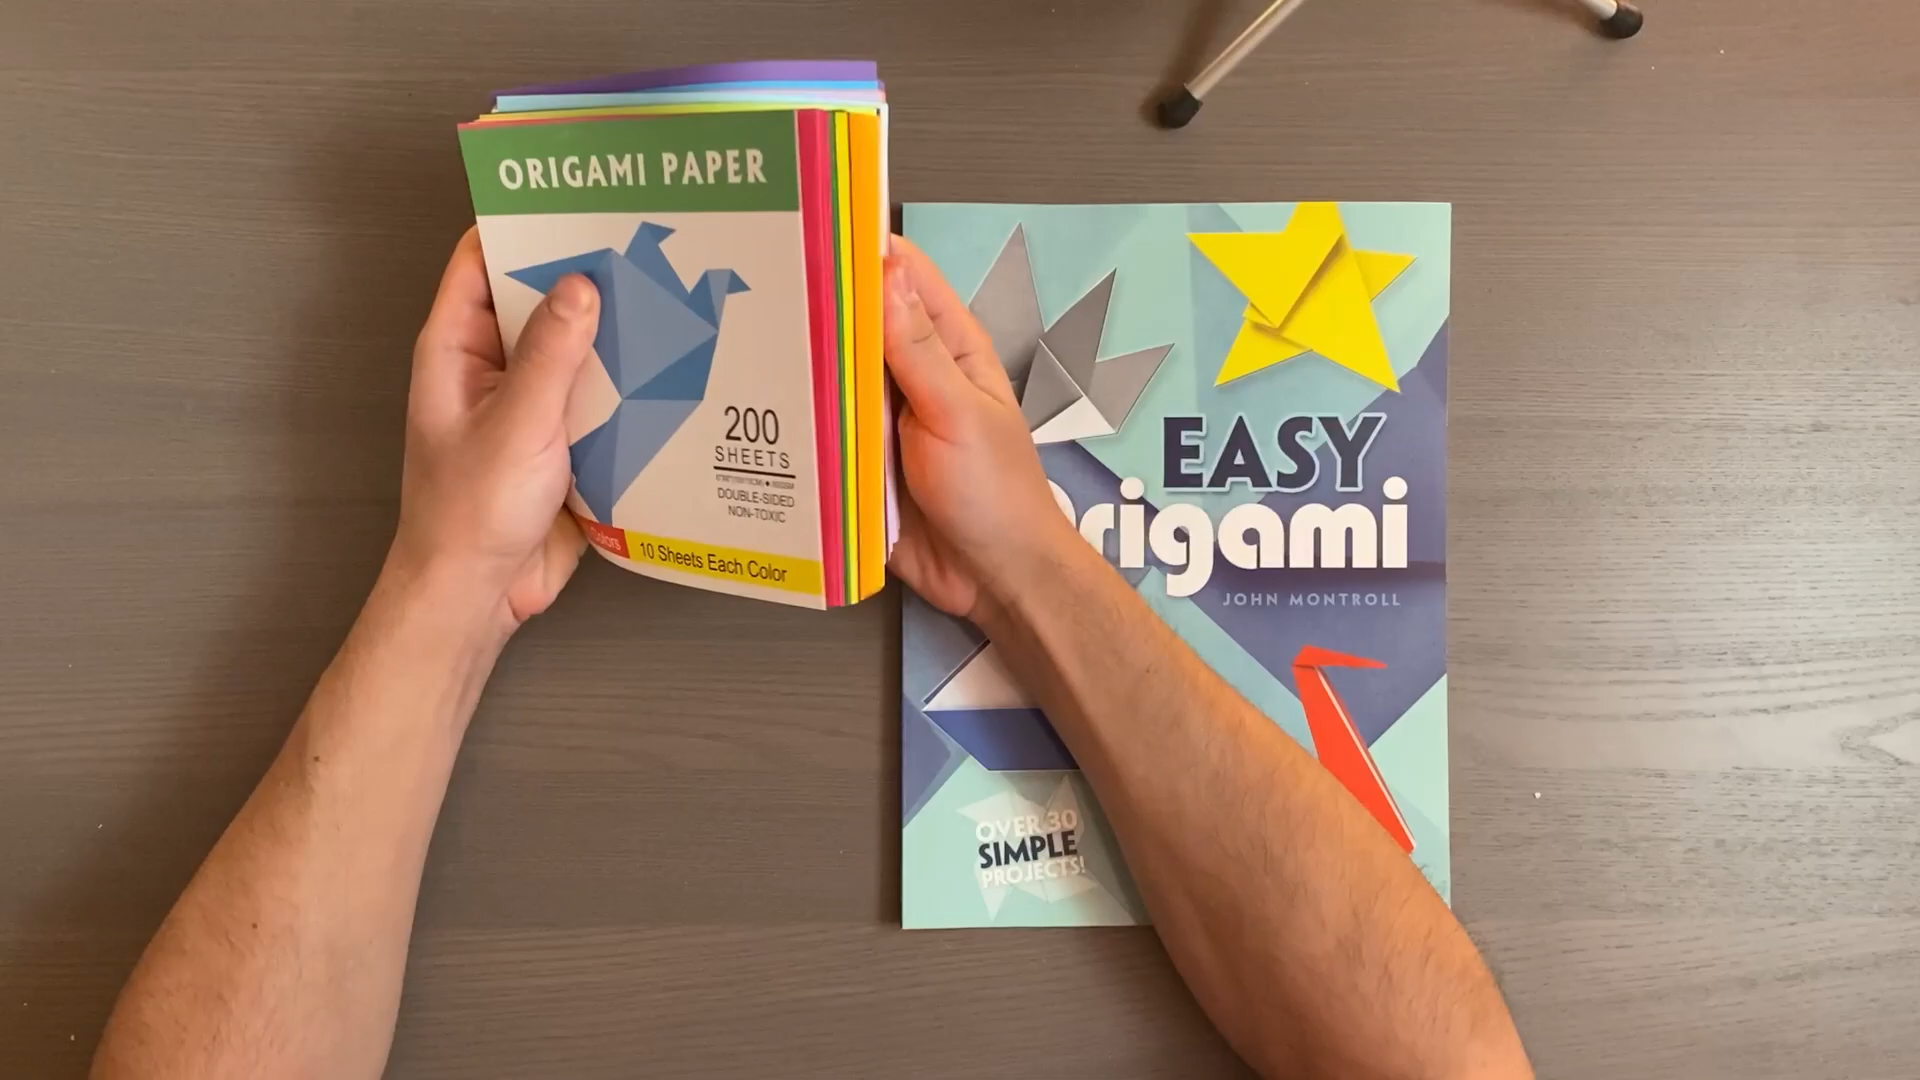 ORIGAMI PAPER
200
SHEETS
DOUBLE-SIDED
NON-TOXIC
Colors
10 Sheets Each Color
EASY
Origami
JOHN MONTROLL
OVER 30
SIMPLE
PROJECTS!